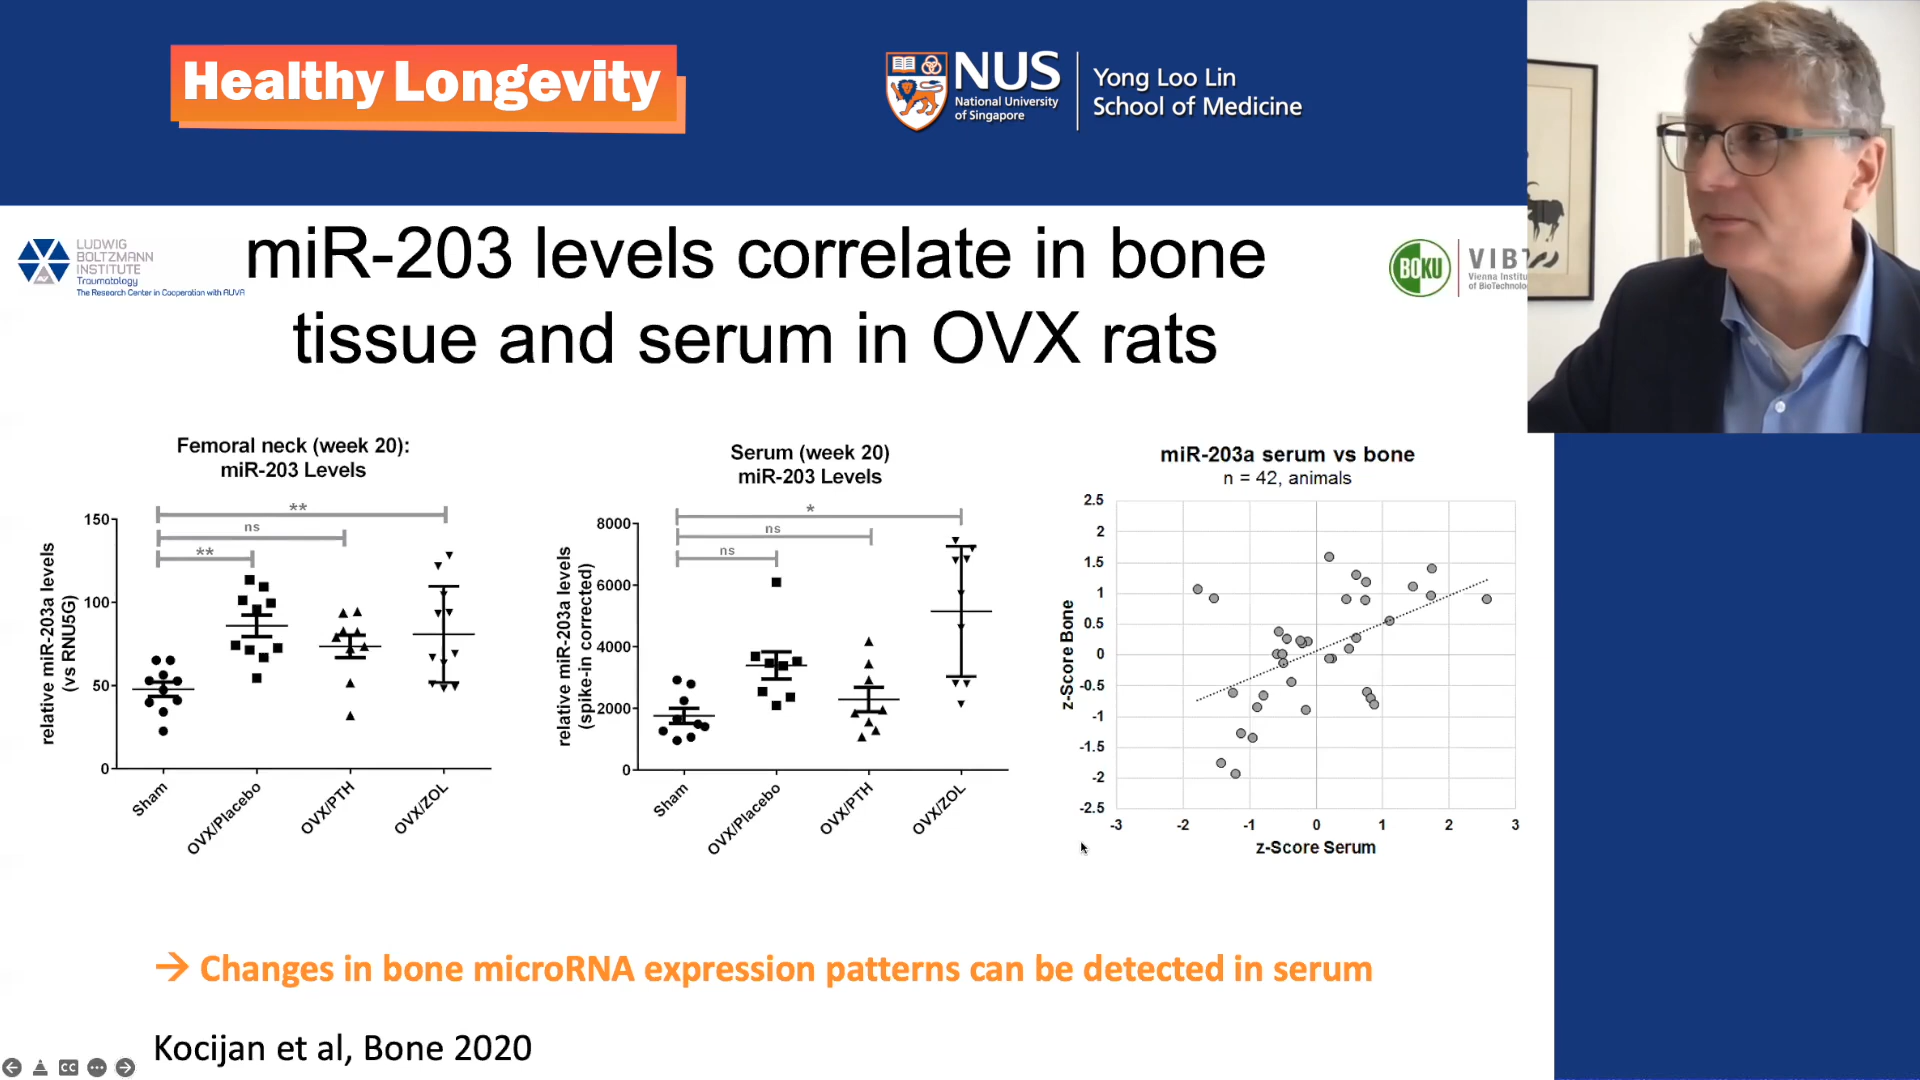 Healthy Longevity
NUS
National University
of Singapore
Yong Loo Lin
School of Medicine
LUDWIG
BOLTZMANN
INSTITUTE
Traumatology
The Research Center in Cooperation with AUVA
miR-203 levels correlate in bone
tissue and serum in OVX rats
BOKU
Vienna
Femoral neck (week 20):
miR-203 Levels
relative miR-203a levels
(vs RNU5G)
150
100
50
0
**
ns
**
Sham
OVX/Placebo
OVX/PTH
OVX/ZOL
Serum (week 20)
miR-203 Levels
relative miR-203a levels
(spike-in corrected)
8000
6000
4000
2000
0
*
ns
ns
Sham
OVX/Placebo
OVX/PTH
OVX/ZOL
miR-203a serum vs bone
n = 42, animals
z-Score Bone
2.5
2
1.5
1
0.5
0
-0.5
-1
-1.5
-2
-2.5
-3 -2 -1 0 1 2 3
z-Score Serum
→ Changes in bone microRNA expression patterns can be detected in serum
Kocijan et al, Bone 2020
CC